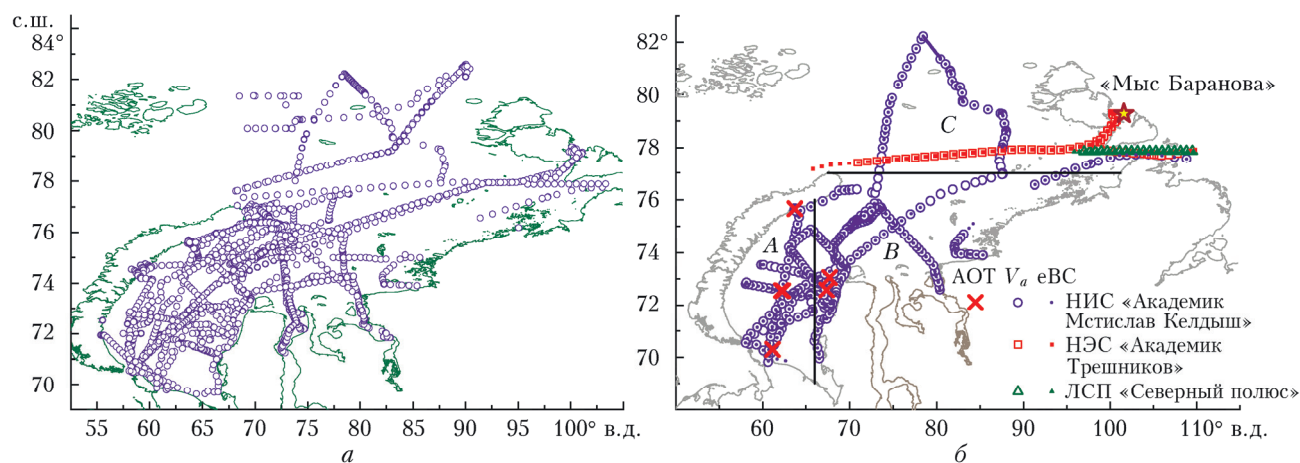 с.ш.
84°
82
80
78
76
74
72
70
55 60 65 70 75 80 85 90 95 100° в.д.
а
82°
80
78
76
74
72
70
«Мыс Баранова»
C
A
B
АОТ Va eBC
НИС «Академик
Мстислав Келдыш»
НЭС «Академик
Трешников»
ЛСП «Северный полюс»
60 70 80 90 100 110° в.д.
б